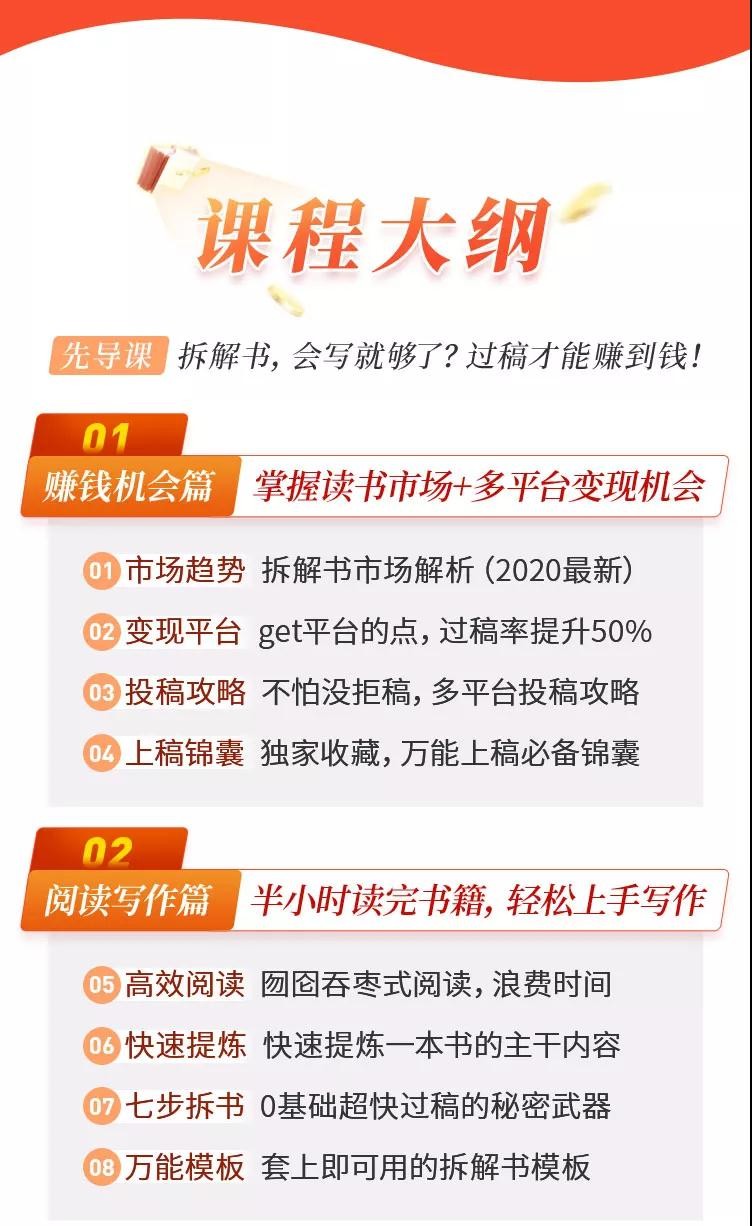 课程大纲
先导课 拆解书，会写就够了？过稿才能赚到钱！
01
赚钱机会篇 掌握读书市场+多平台变现机会
01 市场趋势 拆解书市场解析（2020最新）
02 变现平台 get平台的点，过稿率提升50%
03 投稿攻略 不怕没拒稿，多平台投稿攻略
04 上稿锦囊 独家收藏，万能上稿必备锦囊
02
阅读写作篇 半小时读完书籍，轻松上手写作
05 高效阅读 囫囵吞枣式阅读，浪费时间
06 快速提炼 快速提炼一本书的主干内容
07 七步拆书 0基础超快过稿的秘密武器
08 万能模板 套上即可用的拆解书模板